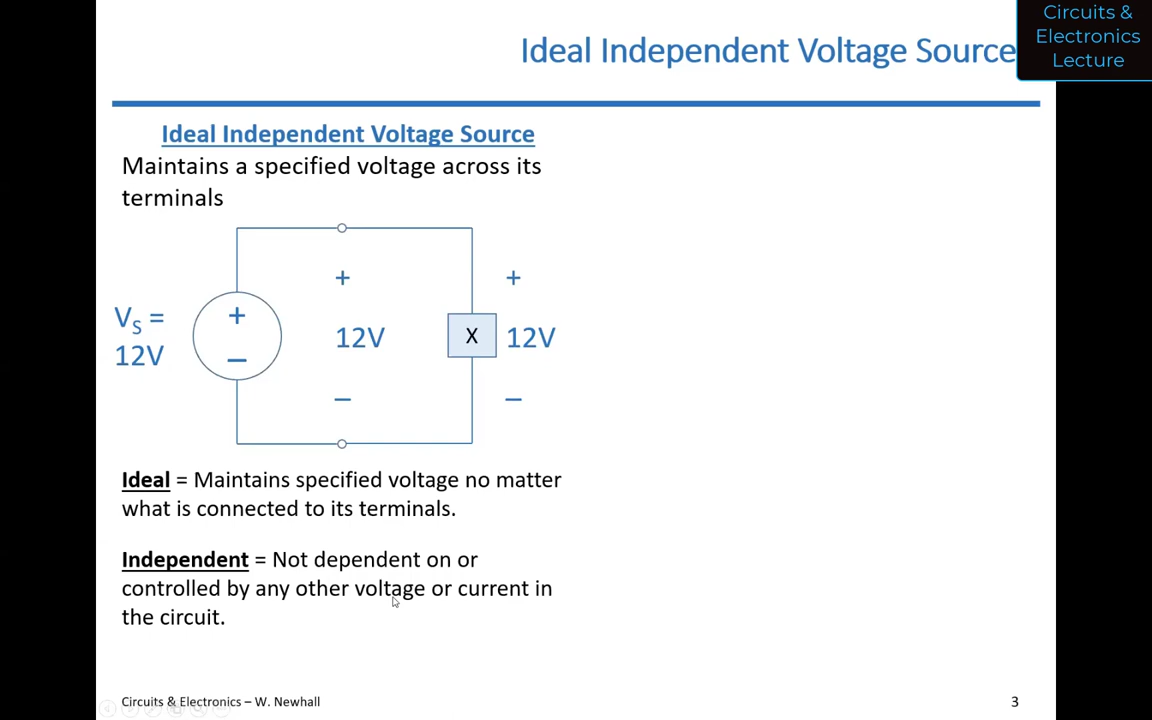 Circuits &
Electronics
Lecture
Ideal Independent Voltage Source
Ideal Independent Voltage Source
Maintains a specified voltage across its
terminals
+
+
+
VS =
12V
12V
X
12V
–
–
–
Ideal = Maintains specified voltage no matter
what is connected to its terminals.
Independent = Not dependent on or
controlled by any other voltage or current in
the circuit.
Circuits & Electronics – W. Newhall
3